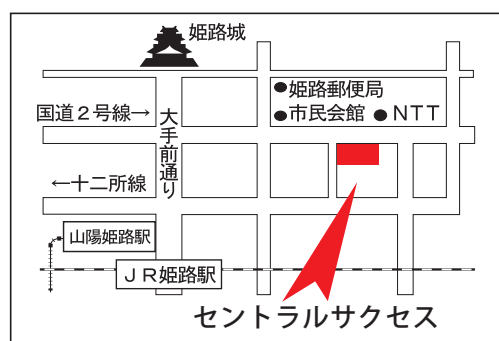 姫路城
姫路郵便局
国道２号線→
市民会館
ＮＴＴ
大手前通り
←十二所線
山陽姫路駅
ＪＲ姫路駅
セントラルサクセス